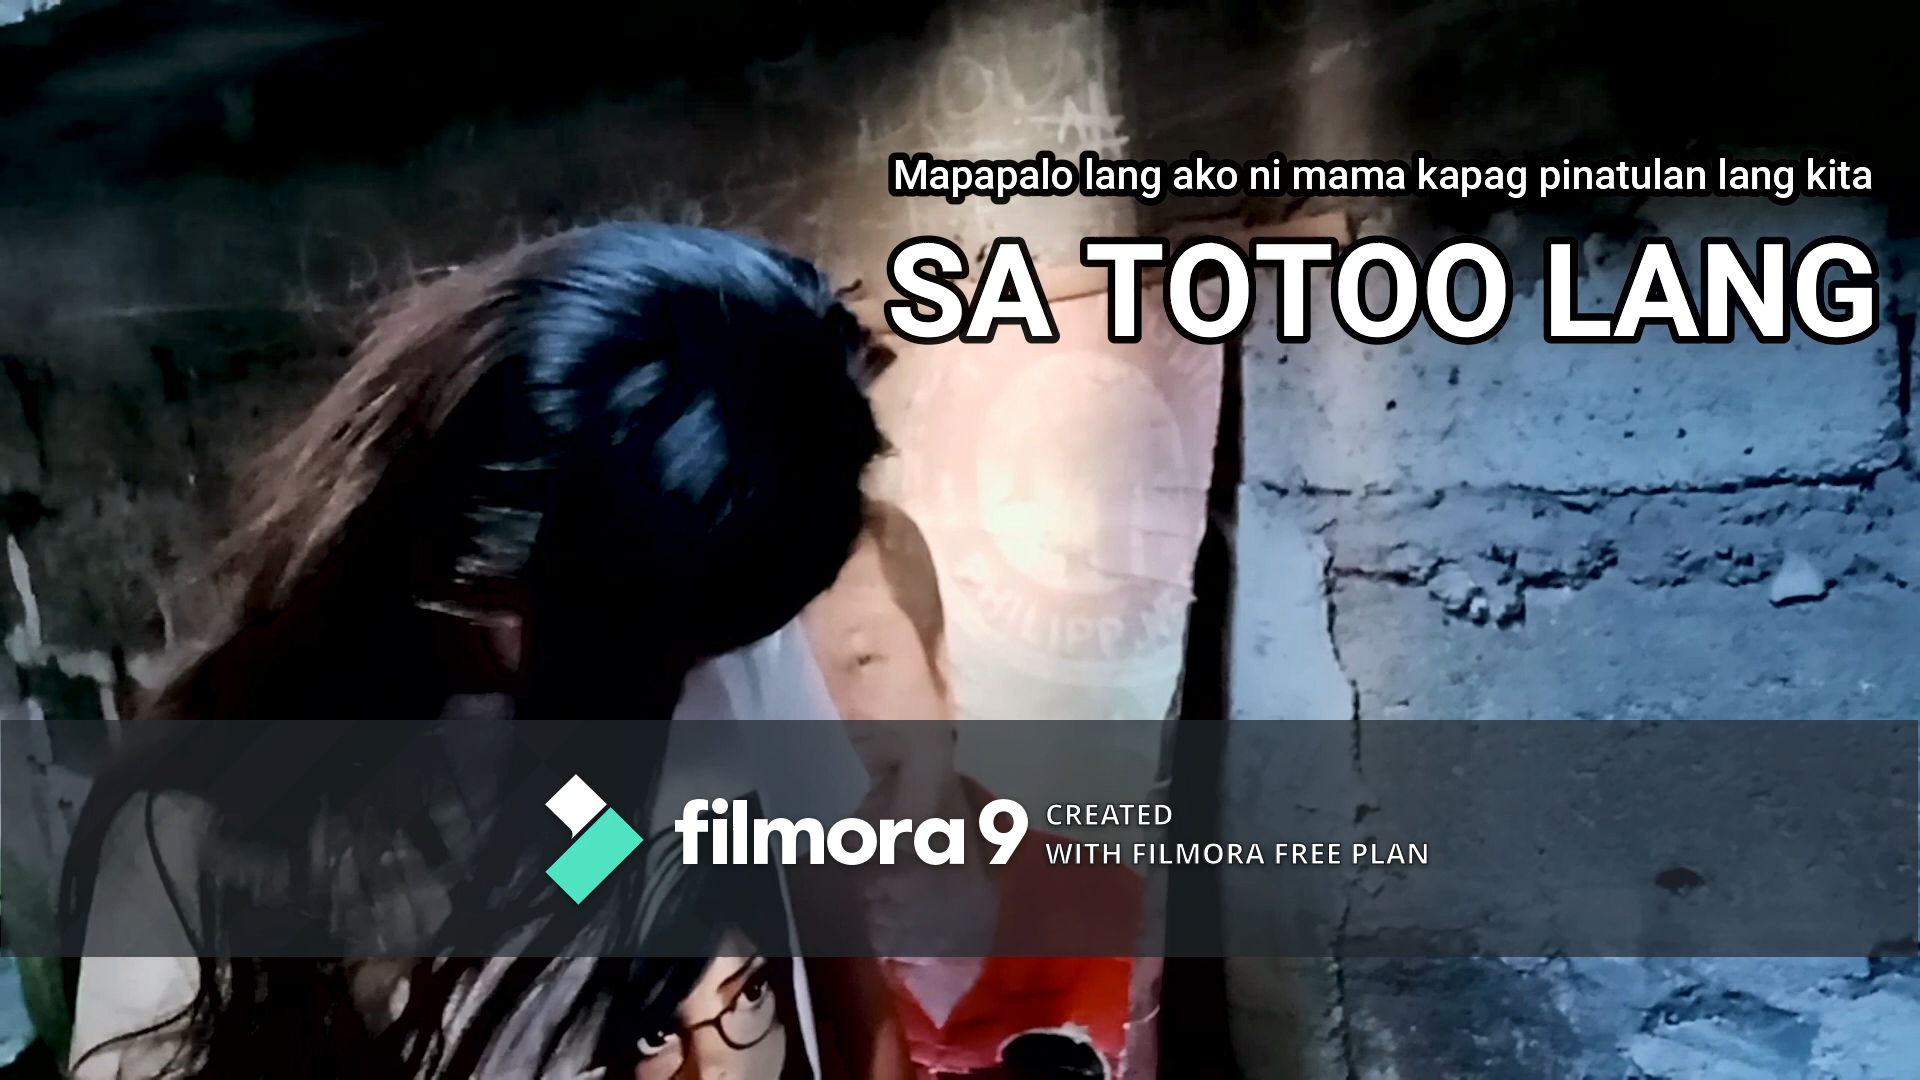 Mapapalo lang ako ni mama kapag pinatulan lang kita
SA TOTOO LANG
filmora 9
CREATED
WITH FILMORA FREE PLAN